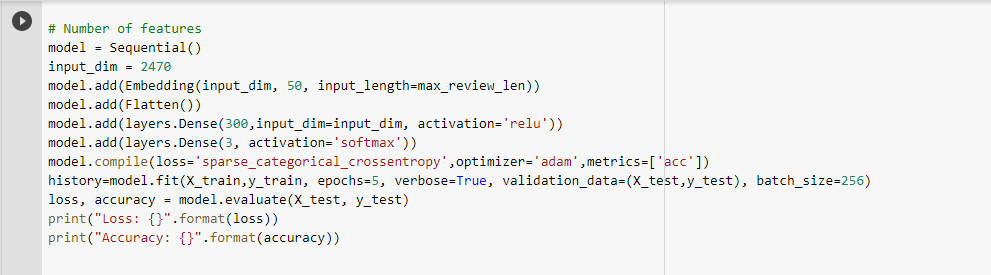 # Number of features
model = Sequential()
input_dim = 2470
model.add(Embedding(input_dim, 50, input_length=max_review_len))
model.add(Flatten())
model.add(layers.Dense(300,input_dim=input_dim, activation='relu'))
model.add(layers.Dense(3, activation='softmax'))
model.compile(loss='sparse_categorical_crossentropy',optimizer='adam',metrics=['acc'])
history=model.fit(X_train,y_train, epochs=5, verbose=True, validation_data=(X_test,y_test), batch_size=256)
loss, accuracy = model.evaluate(X_test, y_test)
print("Loss: {}".format(loss))
print("Accuracy: {}".format(accuracy))